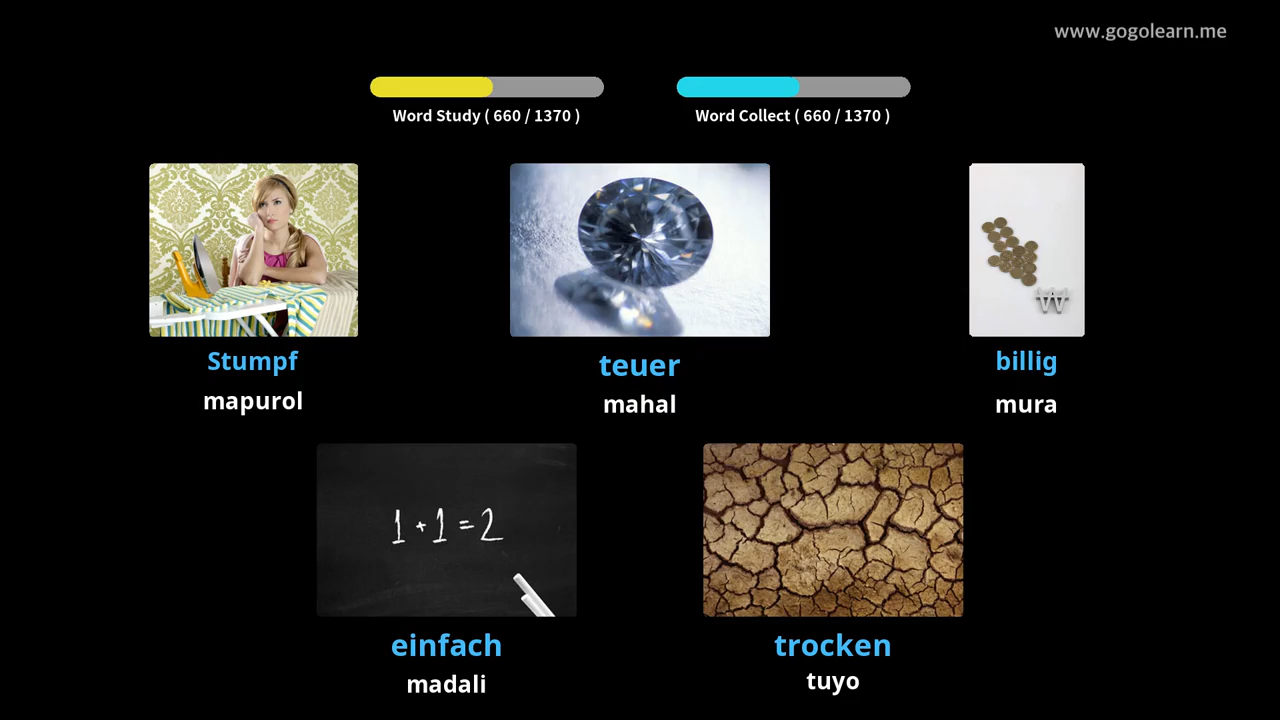 www.gogolearn.me
Word Study ( 660 / 1370 )
Word Collect ( 660 / 1370 )
Stumpf
mapurol
teuer
mahal
billig
mura
1 + 1 = 2
einfach
madali
trocken
tuyo